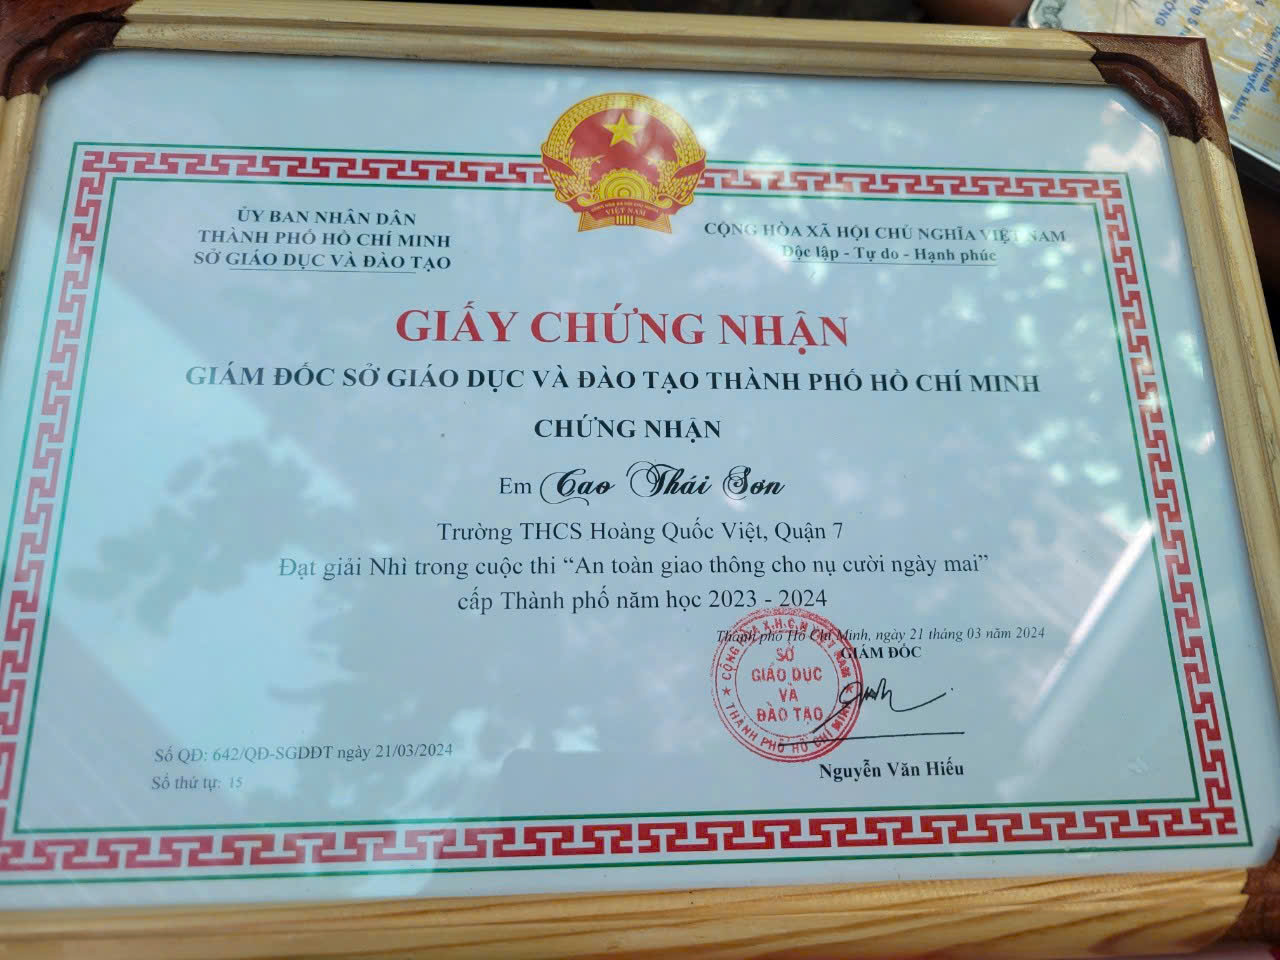 ỦY BAN NHÂN DÂN
THÀNH PHỐ HỒ CHÍ MINH
SỞ GIÁO DỤC VÀ ĐÀO TẠO
CỘNG HÒA XÃ HỘI CHỦ NGHĨA VIỆT NAM
Độc lập - Tự do - Hạnh phúc
VIỆT NAM
GIẤY CHỨNG NHẬN
GIÁM ĐỐC SỞ GIÁO DỤC VÀ ĐÀO TẠO THÀNH PHỐ HỒ CHÍ MINH
CHỨNG NHẬN
Em Cao Thái Sơn
Trường THCS Hoàng Quốc Việt, Quận 7
Đạt giải Nhì trong cuộc thi “An toàn giao thông cho nụ cười ngày mai”
cấp Thành phố năm học 2023 - 2024
Thành phố Hồ Chí Minh, ngày 21 tháng 03 năm 2024
GIÁM ĐỐC
CỘNG HÒA X.H.C.N VIỆT NAM
SỞ
GIÁO DỤC
VÀ
ĐÀO TẠO
THÀNH PHỐ HỒ CHÍ MINH
Nguyễn Văn Hiếu
Số QĐ: 642/QĐ-SGDĐT ngày 21/03/2024
Số thứ tự: 15